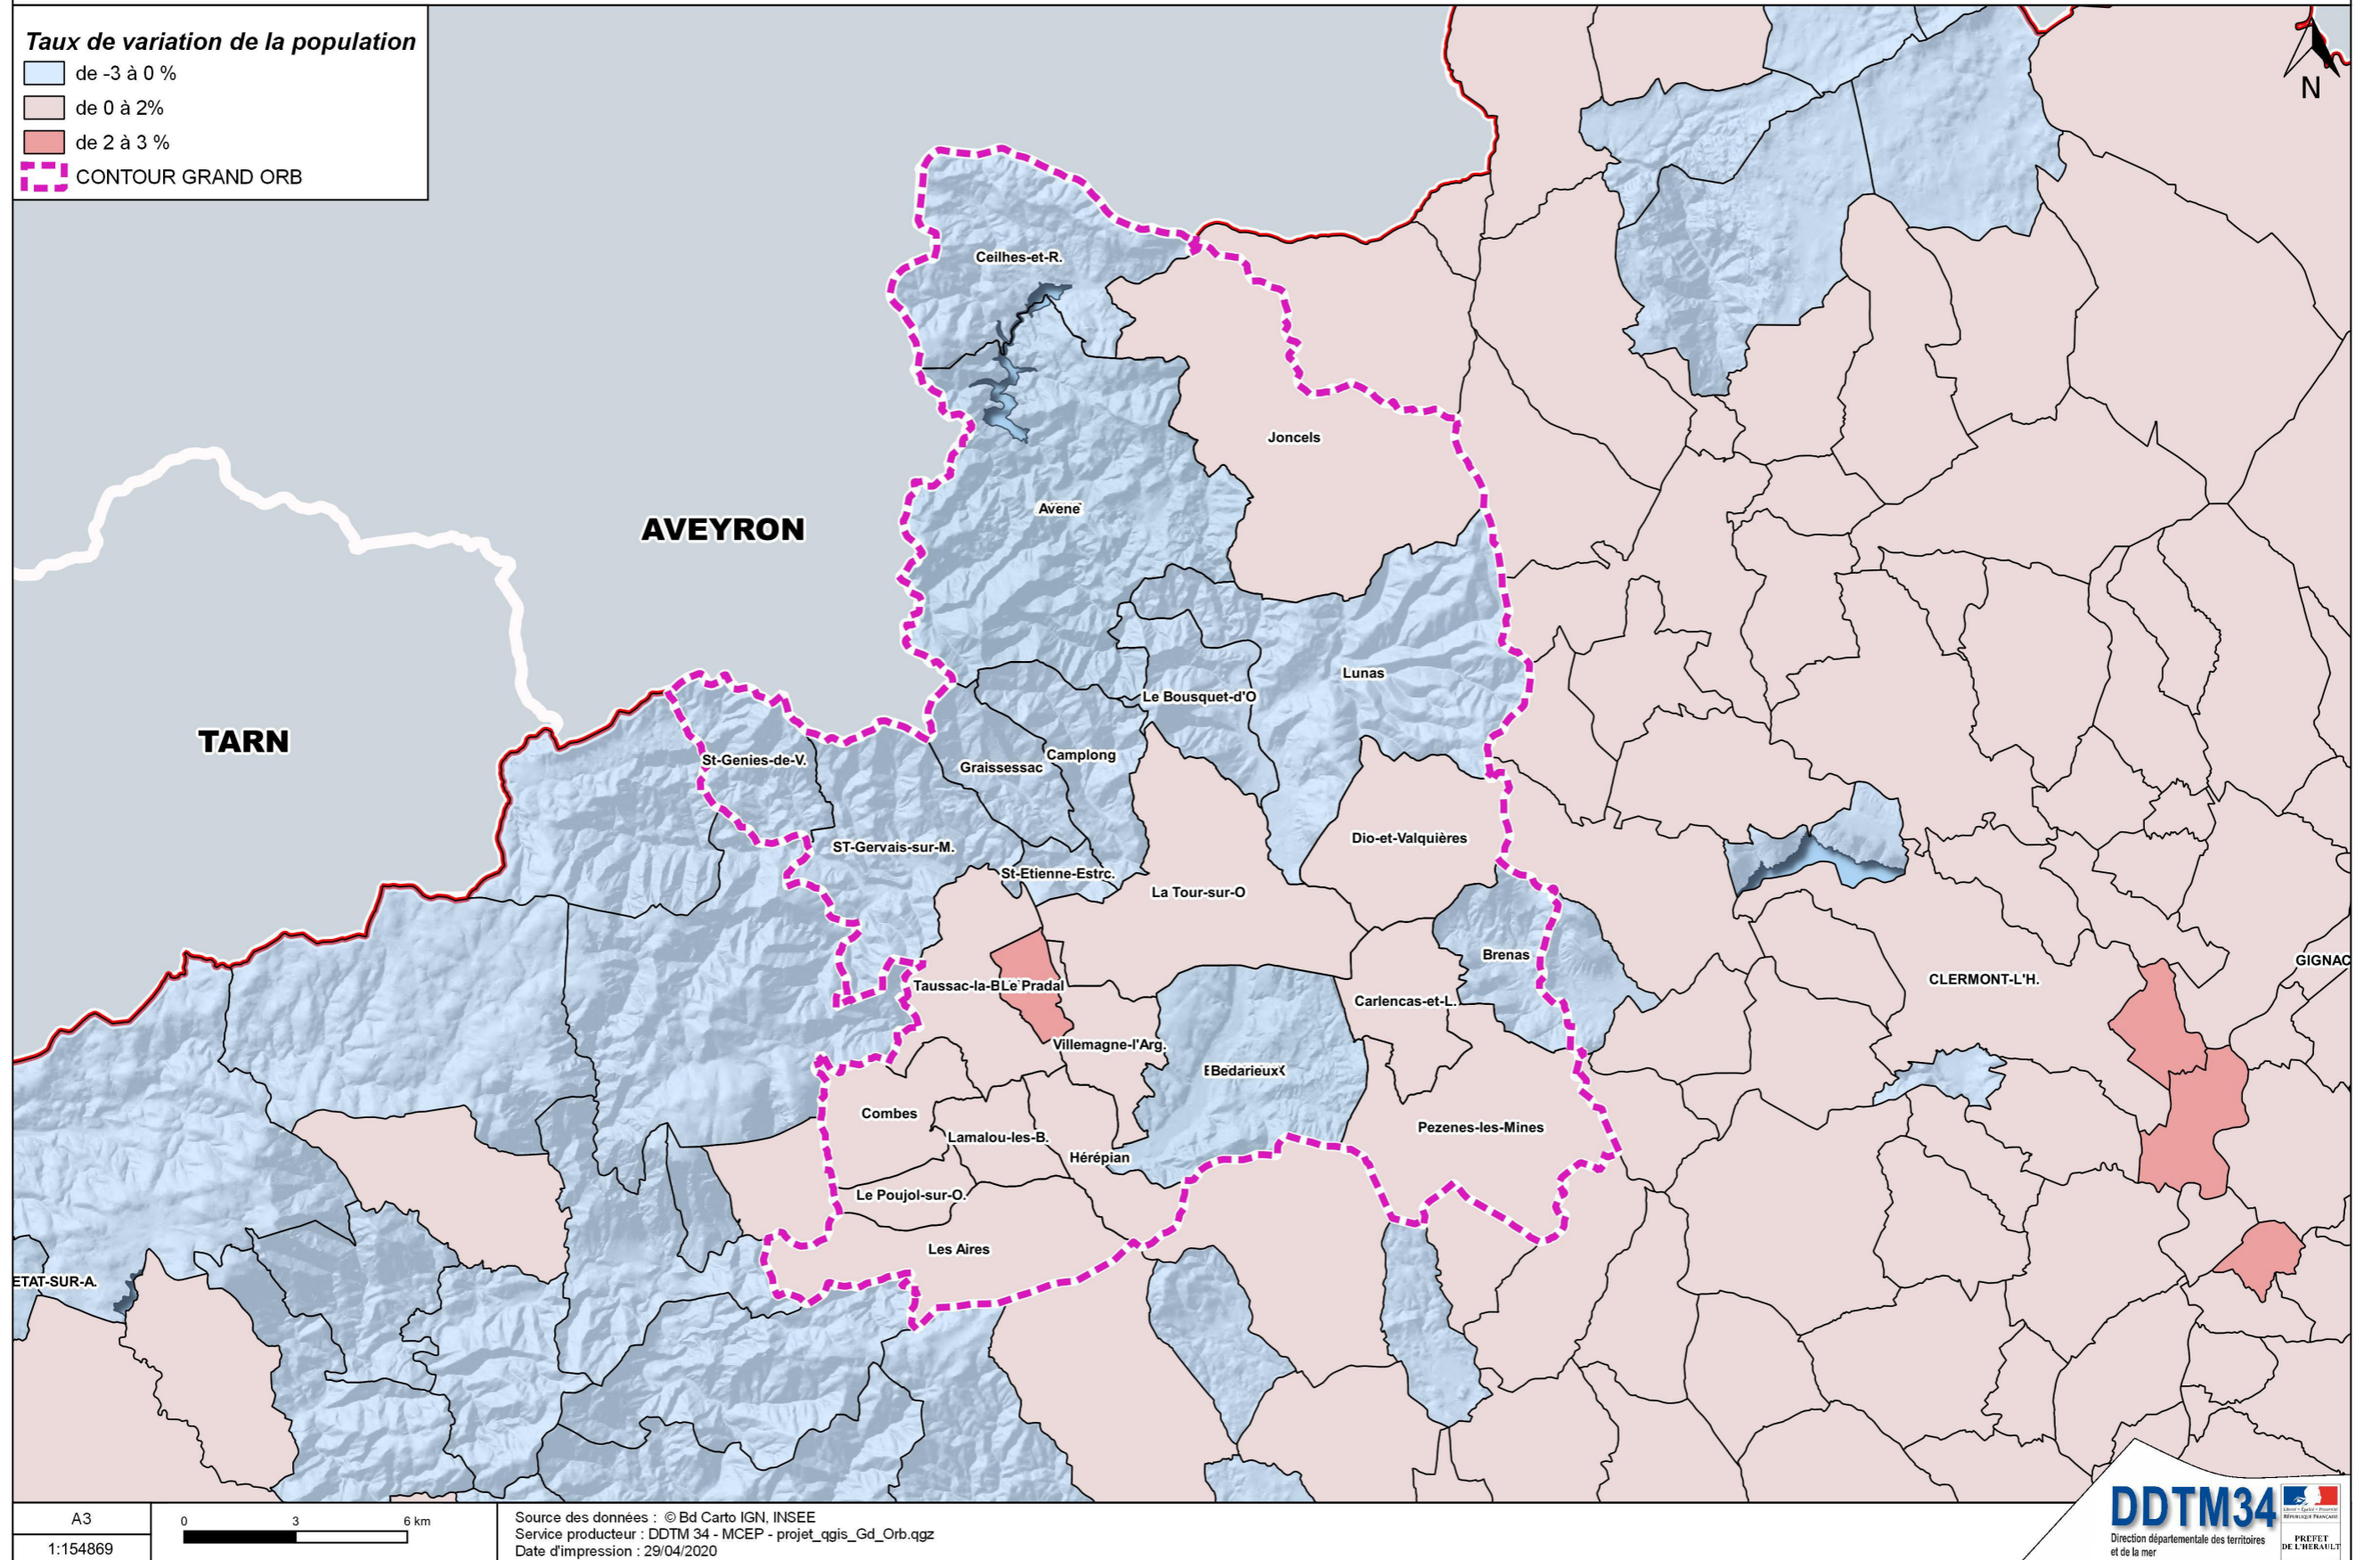 Taux de variation de la population
de -3 à 0 %
de 0 à 2%
de 2 à 3 %
CONTOUR GRAND ORB
N
Ceilhes-et-R.
Joncels
Avène
AVEYRON
Lunas
Le Bousquet-d'O
TARN
St-Genies-de-V.
Camplong
Graissessac
Dio-et-Valquières
ST-Gervais-sur-M.
St-Etienne-Estrc.
La Tour-sur-O
Brenas
GIGNAC
CLERMONT-L'H.
Taussac-la-B
Le Pradal
Carlencas-et-L.
Villemagne-l'Arg.
Bedarieux
Combes
Pezenes-les-Mines
Lamalou-les-B.
Hérépian
Le Poujol-sur-O.
Les Aires
ETAT-SUR-A.
A3
1:154869
0 3 6 km
Source des données : © Bd Carto IGN, INSEE
Service producteur : DDTM 34 - MCEP - projet_qgis_Gd_Orb.qgz
Date d'impression : 29/04/2020
DDTM34
Direction départementale des territoires
et de la mer
RÉPUBLIQUE FRANÇAISE
PREFET
DE L'HERAULT